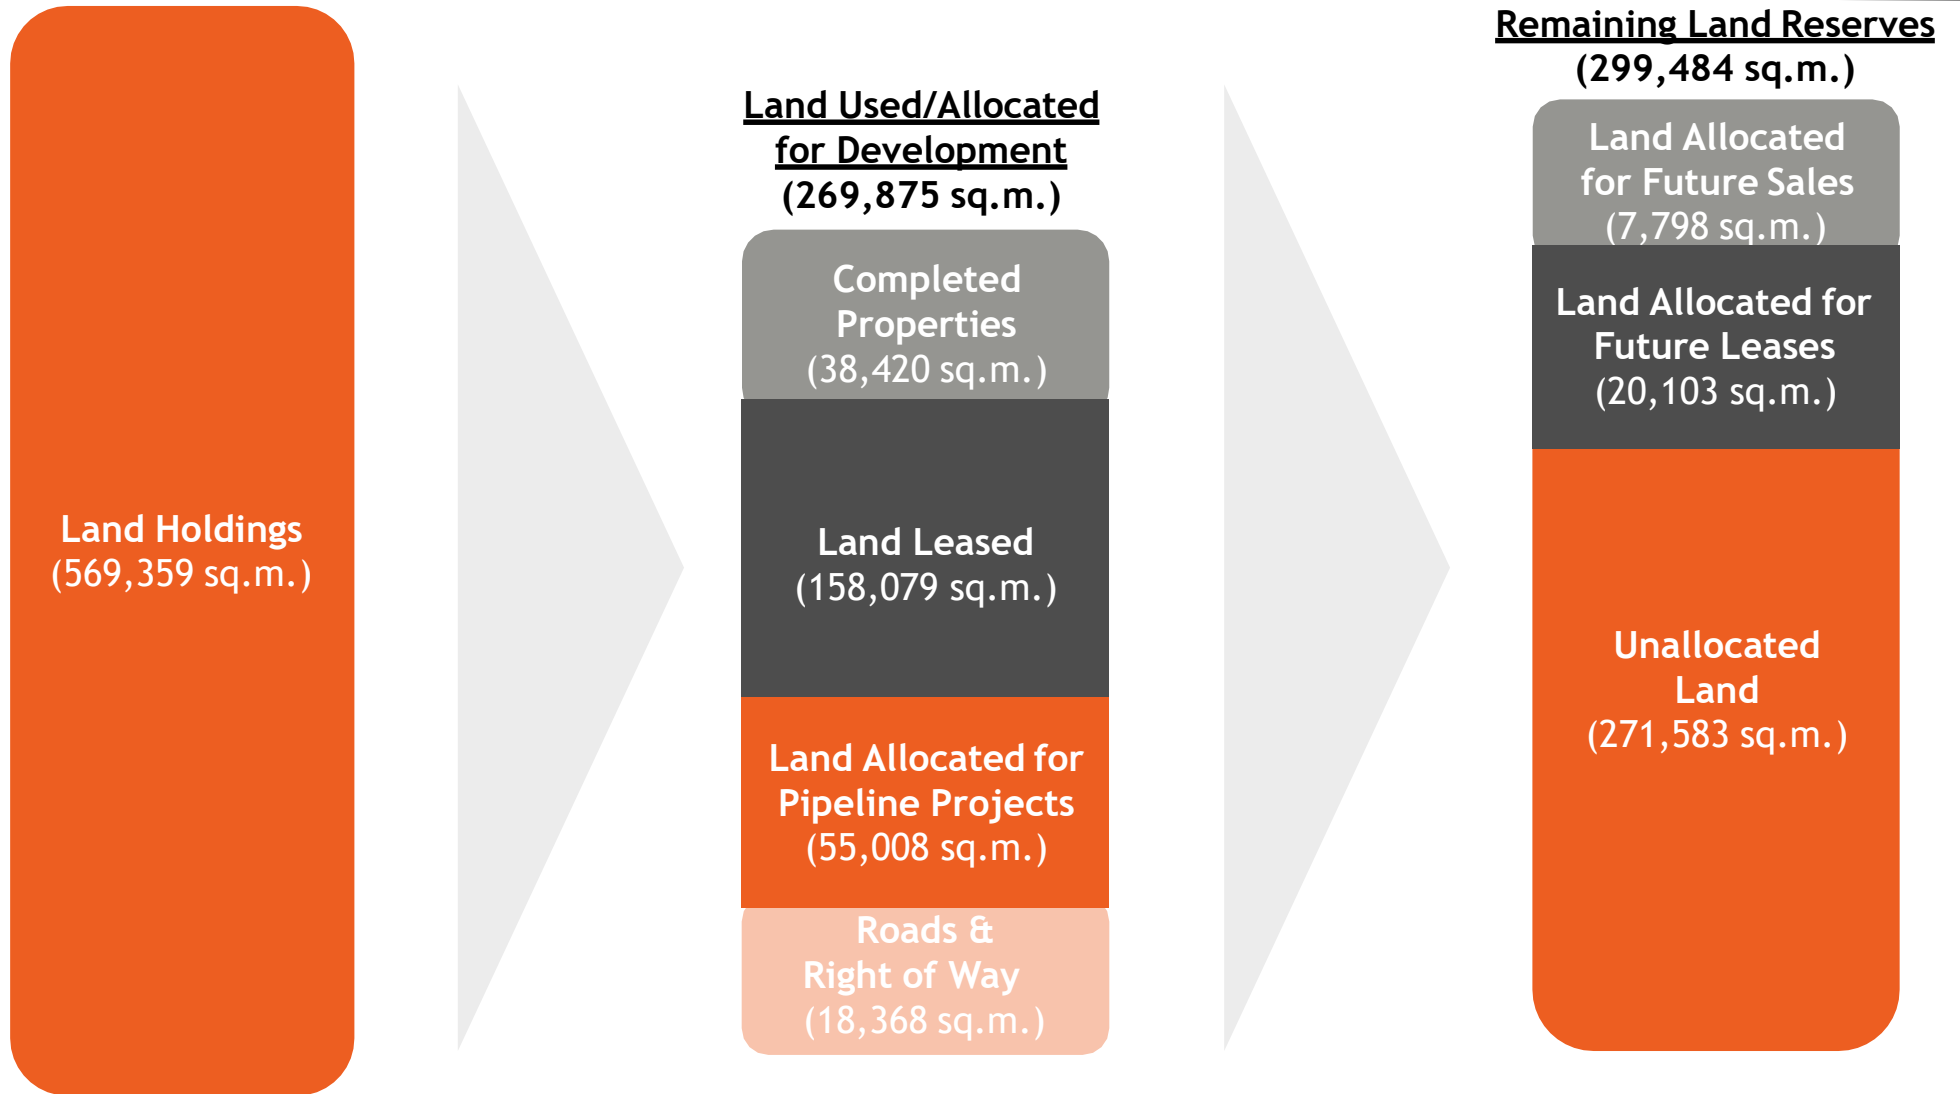 Land Holdings
(569,359 sq.m.)
Land Used/Allocated
for Development
(269,875 sq.m.)
Completed
Properties
(38,420 sq.m.)
Land Leased
(158,079 sq.m.)
Land Allocated for
Pipeline Projects
(55,008 sq.m.)
Roads &
Right of Way
(18,368 sq.m.)
Remaining Land Reserves
(299,484 sq.m.)
Land Allocated
for Future Sales
(7,798 sq.m.)
Land Allocated for
Future Leases
(20,103 sq.m.)
Unallocated
Land
(271,583 sq.m.)